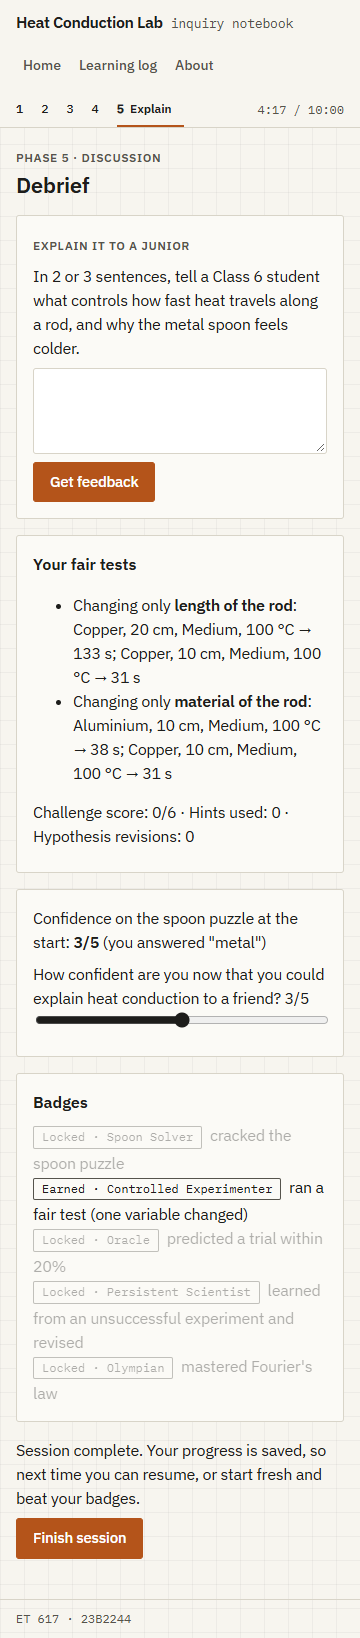 Heat Conduction Lab inquiry notebook
Home Learning log About
1 2 3 4 5 Explain 4:17 / 10:00
PHASE 5 · DISCUSSION
Debrief
EXPLAIN IT TO A JUNIOR
In 2 or 3 sentences, tell a Class 6 student
what controls how fast heat travels along
a rod, and why the metal spoon feels
colder.
Get feedback
Your fair tests
• Changing only length of the rod:
Copper, 20 cm, Medium, 100 °C →
133 s; Copper, 10 cm, Medium, 100
°C → 31 s
• Changing only material of the rod:
Aluminium, 10 cm, Medium, 100 °C
→ 38 s; Copper, 10 cm, Medium,
100 °C → 31 s
Challenge score: 0/6 · Hints used: 0 ·
Hypothesis revisions: 0
Confidence on the spoon puzzle at the
start: 3/5 (you answered "metal")
How confident are you now that you could
explain heat conduction to a friend? 3/5
Badges
Locked · Spoon Solver cracked the
spoon puzzle
Earned · Controlled Experimenter ran a
fair test (one variable changed)
Locked · Oracle predicted a trial within
20%
Locked · Persistent Scientist learned
from an unsuccessful experiment and
revised
Locked · Olympian mastered Fourier's
law
Session complete. Your progress is saved, so
next time you can resume, or start fresh and
beat your badges.
Finish session
ET 617 · 23B2244